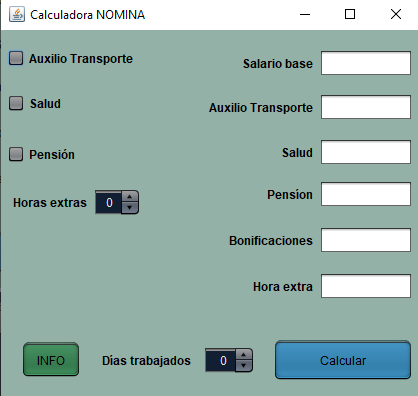 Calculadora NOMINA
Auxilio Transporte
Salario base
Auxilio Transporte
Salud
Salud
Pensión
Pensíon
Horas extras 0
Bonificaciones
Hora extra
INFO
Días trabajados 0
Calcular